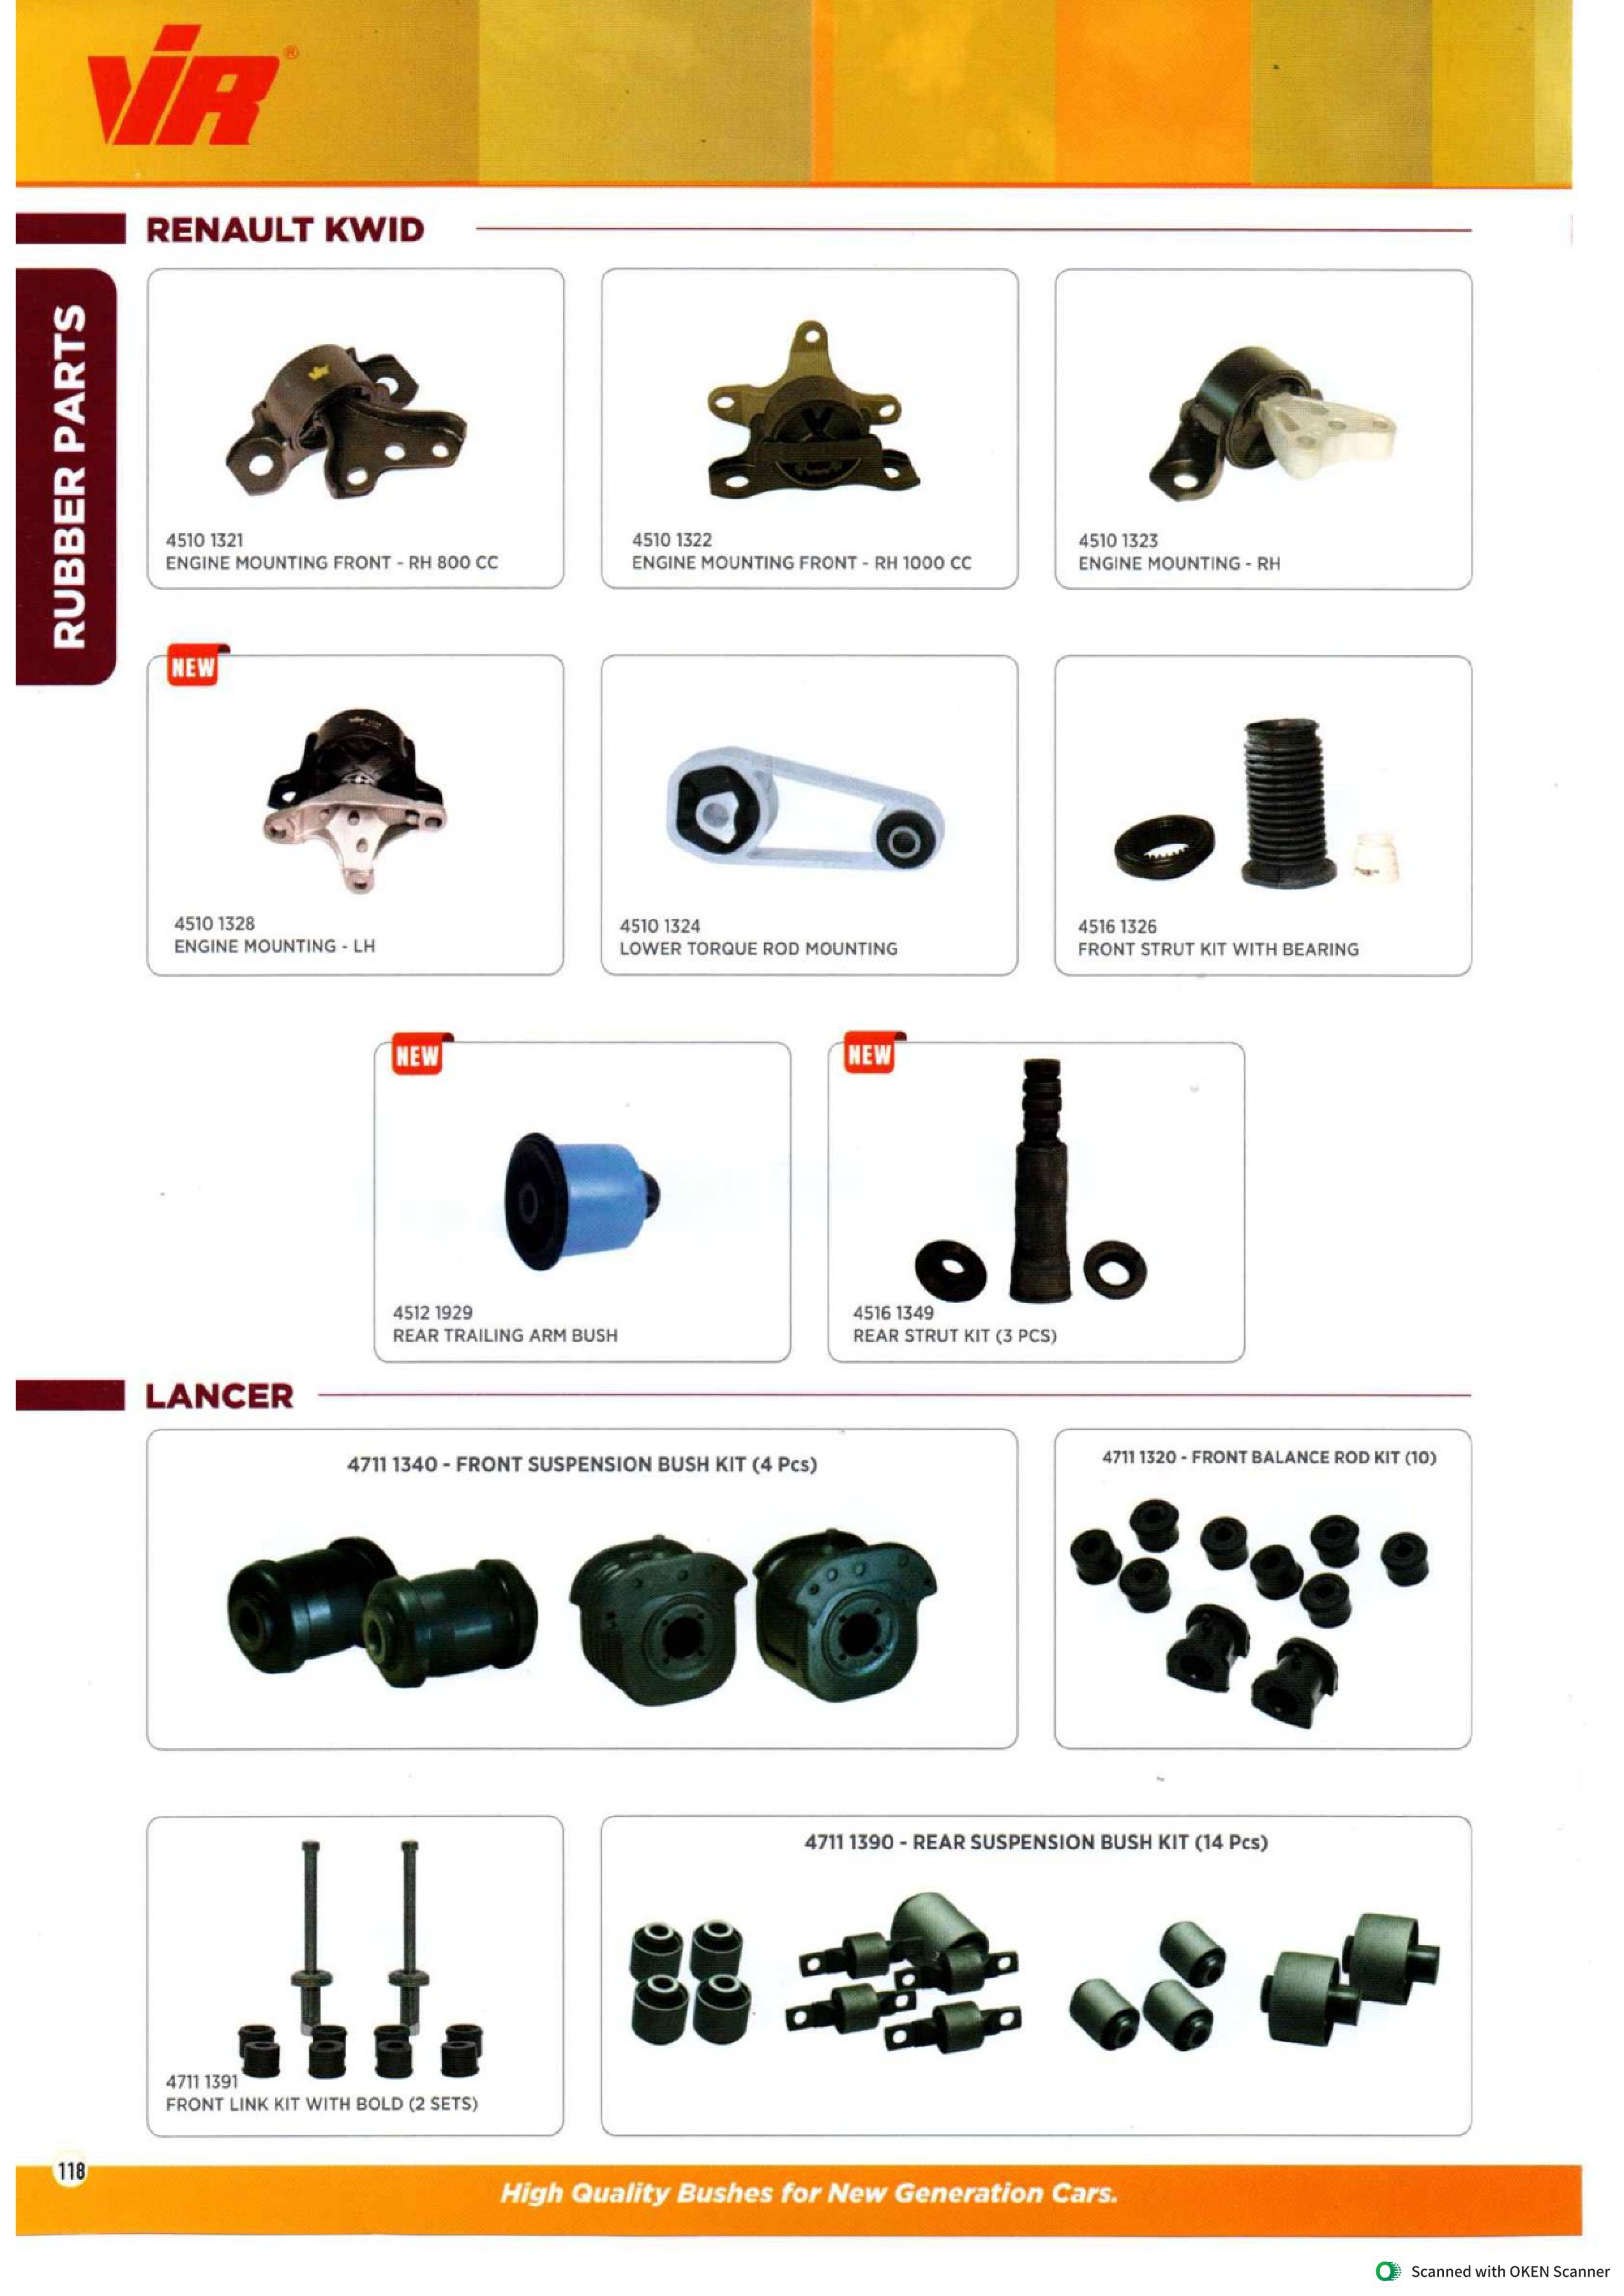 ViR®
RENAULT KWID
RUBBER PARTS
4510 1321
ENGINE MOUNTING FRONT - RH 800 CC
4510 1322
ENGINE MOUNTING FRONT - RH 1000 CC
4510 1323
ENGINE MOUNTING - RH
NEW
4510 1328
ENGINE MOUNTING - LH
4510 1324
LOWER TORQUE ROD MOUNTING
4516 1326
FRONT STRUT KIT WITH BEARING
NEW
4512 1929
REAR TRAILING ARM BUSH
NEW
4516 1349
REAR STRUT KIT (3 PCS)
LANCER
4711 1340 - FRONT SUSPENSION BUSH KIT (4 Pcs)
4711 1320 - FRONT BALANCE ROD KIT (10)
4711 1391
FRONT LINK KIT WITH BOLD (2 SETS)
4711 1390 - REAR SUSPENSION BUSH KIT (14 Pcs)
118
High Quality Bushes for New Generation Cars.
Scanned with OKEN Scanner